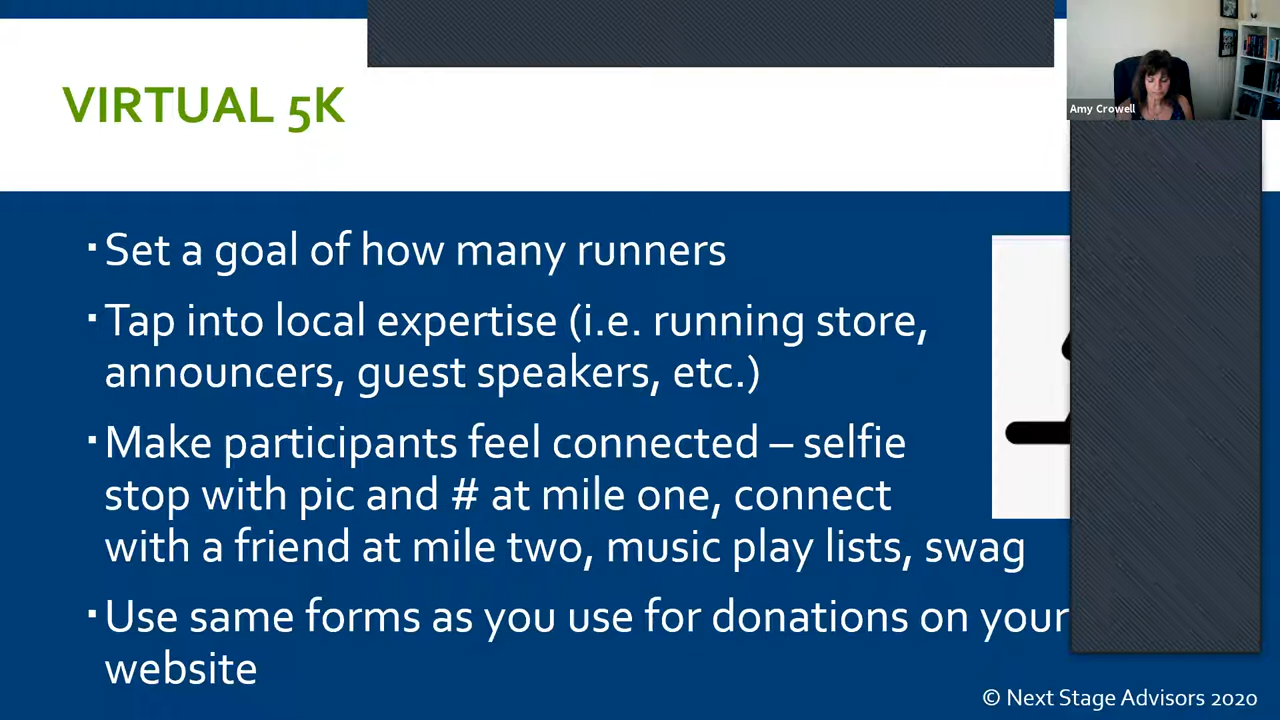 VIRTUAL 5K
Amy Crowell
▪ Set a goal of how many runners
▪ Tap into local expertise (i.e. running store,
announcers, guest speakers, etc.)
▪ Make participants feel connected – selfie
stop with pic and # at mile one, connect
with a friend at mile two, music play lists, swag
▪ Use same forms as you use for donations on your
website
© Next Stage Advisors 2020